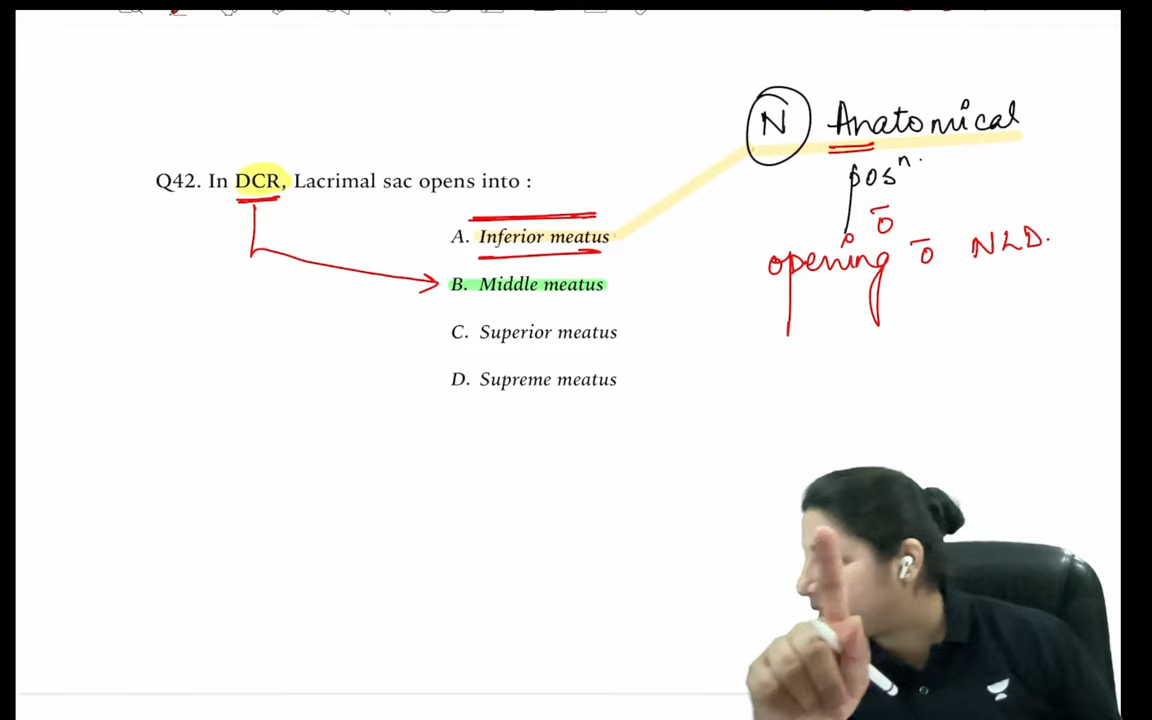 Q42. In DCR, Lacrimal sac opens into :
A. Inferior meatus
B. Middle meatus
C. Superior meatus
D. Supreme meatus
N Anatomical
posⁿ.
ō
opening ō NLD.